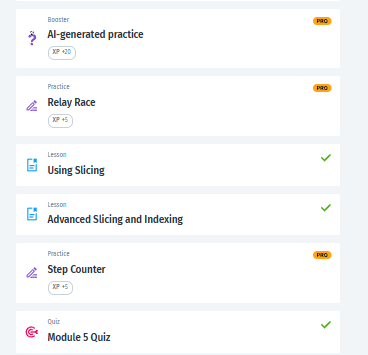 Booster
PRO
AI-generated practice
XP +20
Practice
PRO
Relay Race
XP +5
Lesson
Using Slicing
Lesson
Advanced Slicing and Indexing
Practice
PRO
Step Counter
XP +5
Quiz
Module 5 Quiz